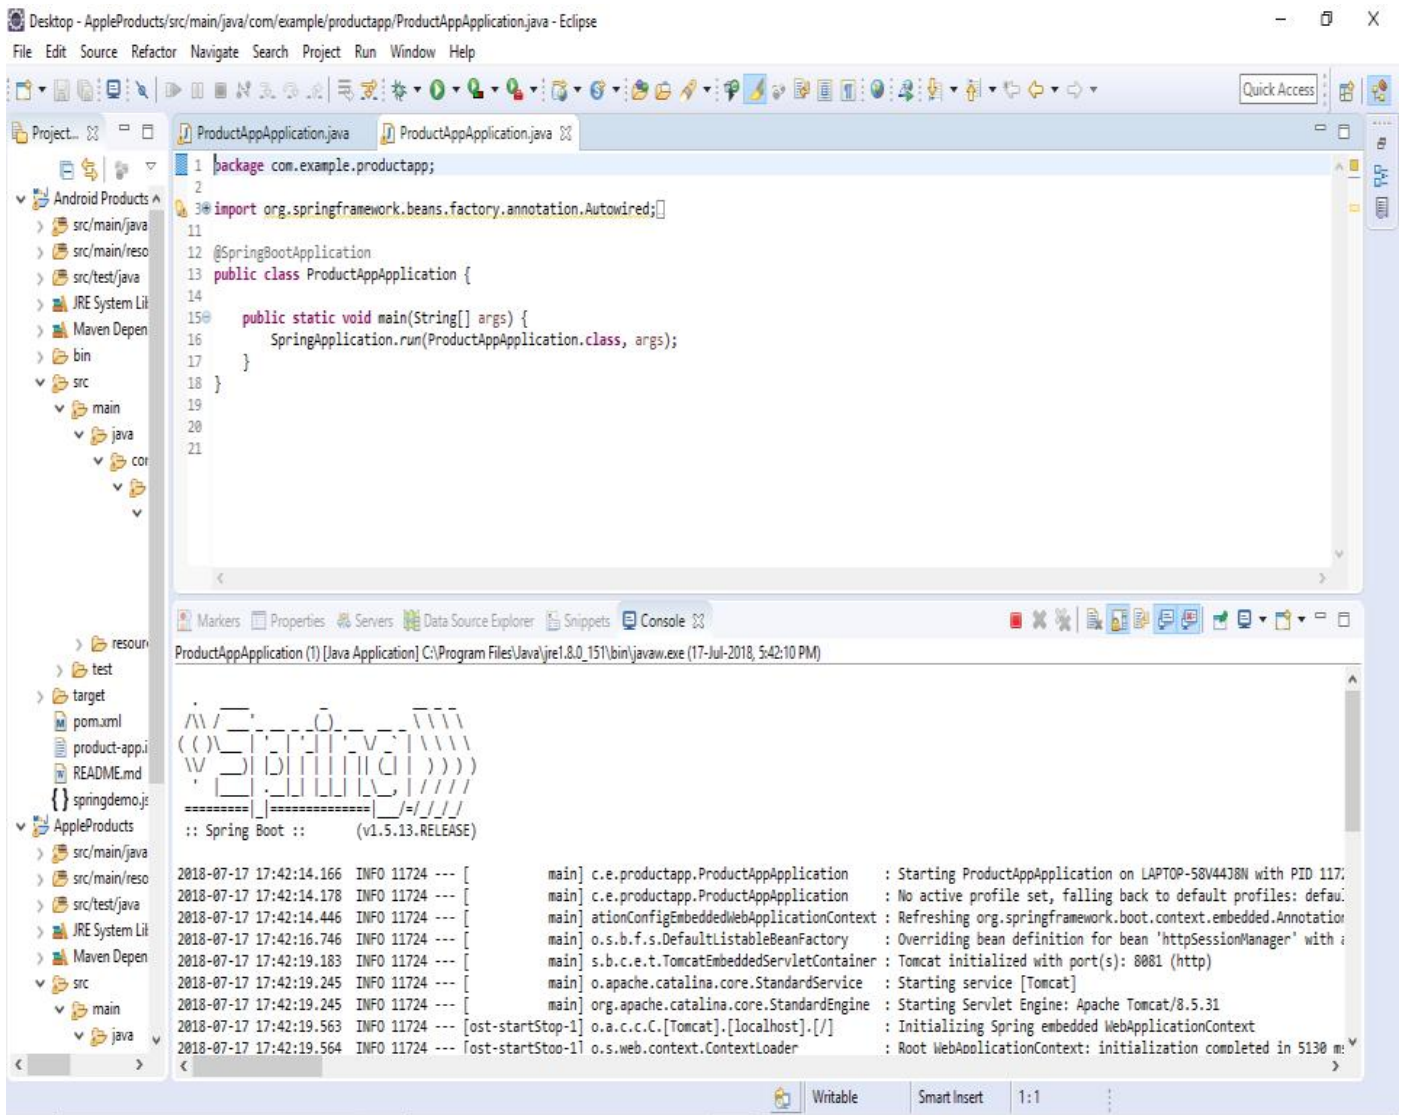 Desktop - AppleProducts/src/main/java/com/example/productapp/ProductAppApplication.java - Eclipse
File Edit Source Refactor Navigate Search Project Run Window Help
Quick Access
Project...
ProductAppApplication.java
ProductAppApplication.java
Android Products
src/main/java
src/main/reso
src/test/java
JRE System Lib
Maven Depen
bin
src
main
java
resour
test
target
pom.xml
product-app.i
README.md
springdemo.js
AppleProducts
src/main/java
src/main/reso
src/test/java
JRE System Lib
Maven Depen
src
main
java
1 package com.example.productapp;
2
3 import org.springframework.beans.factory.annotation.Autowired;
11
12 @SpringBootApplication
13 public class ProductAppApplication {
14
15 public static void main(String[] args) {
16 SpringApplication.run(ProductAppApplication.class, args);
17 }
18 }
19
20
21
Markers Properties Servers Data Source Explorer Snippets Console
ProductAppApplication (1) [Java Application] C:\Program Files\Java\jre1.8.0_151\bin\javaw.exe (17-Jul-2018, 5:42:10 PM)
Spring
:: Spring Boot :: (v1.5.13.RELEASE)
2018-07-17 17:42:14.166 INFO 11724 --- [ main] c.e.productapp.ProductAppApplication : Starting ProductAppApplication on LAPTOP-58V44J8N with PID 1172
2018-07-17 17:42:14.178 INFO 11724 --- [ main] c.e.productapp.ProductAppApplication : No active profile set, falling back to default profiles: defau
2018-07-17 17:42:14.446 INFO 11724 --- [ main] ationConfigEmbeddedWebApplicationContext : Refreshing org.springframework.boot.context.embedded.Annotation
2018-07-17 17:42:16.746 INFO 11724 --- [ main] o.s.b.f.s.DefaultListableBeanFactory : Overriding bean definition for bean 'httpSessionManager' with a
2018-07-17 17:42:19.183 INFO 11724 --- [ main] s.b.c.e.t.TomcatEmbeddedServletContainer : Tomcat initialized with port(s): 8081 (http)
2018-07-17 17:42:19.245 INFO 11724 --- [ main] o.apache.catalina.core.StandardService : Starting service [Tomcat]
2018-07-17 17:42:19.245 INFO 11724 --- [ main] org.apache.catalina.core.StandardEngine : Starting Servlet Engine: Apache Tomcat/8.5.31
2018-07-17 17:42:19.563 INFO 11724 --- [ost-startStop-1] o.a.c.c.C.[Tomcat].[localhost].[/] : Initializing Spring embedded WebApplicationContext
2018-07-17 17:42:19.564 INFO 11724 --- [ost-startStop-1] o.s.web.context.ContextLoader : Root WebApplicationContext: initialization completed in 5130 ms
Writable Smart Insert 1:1